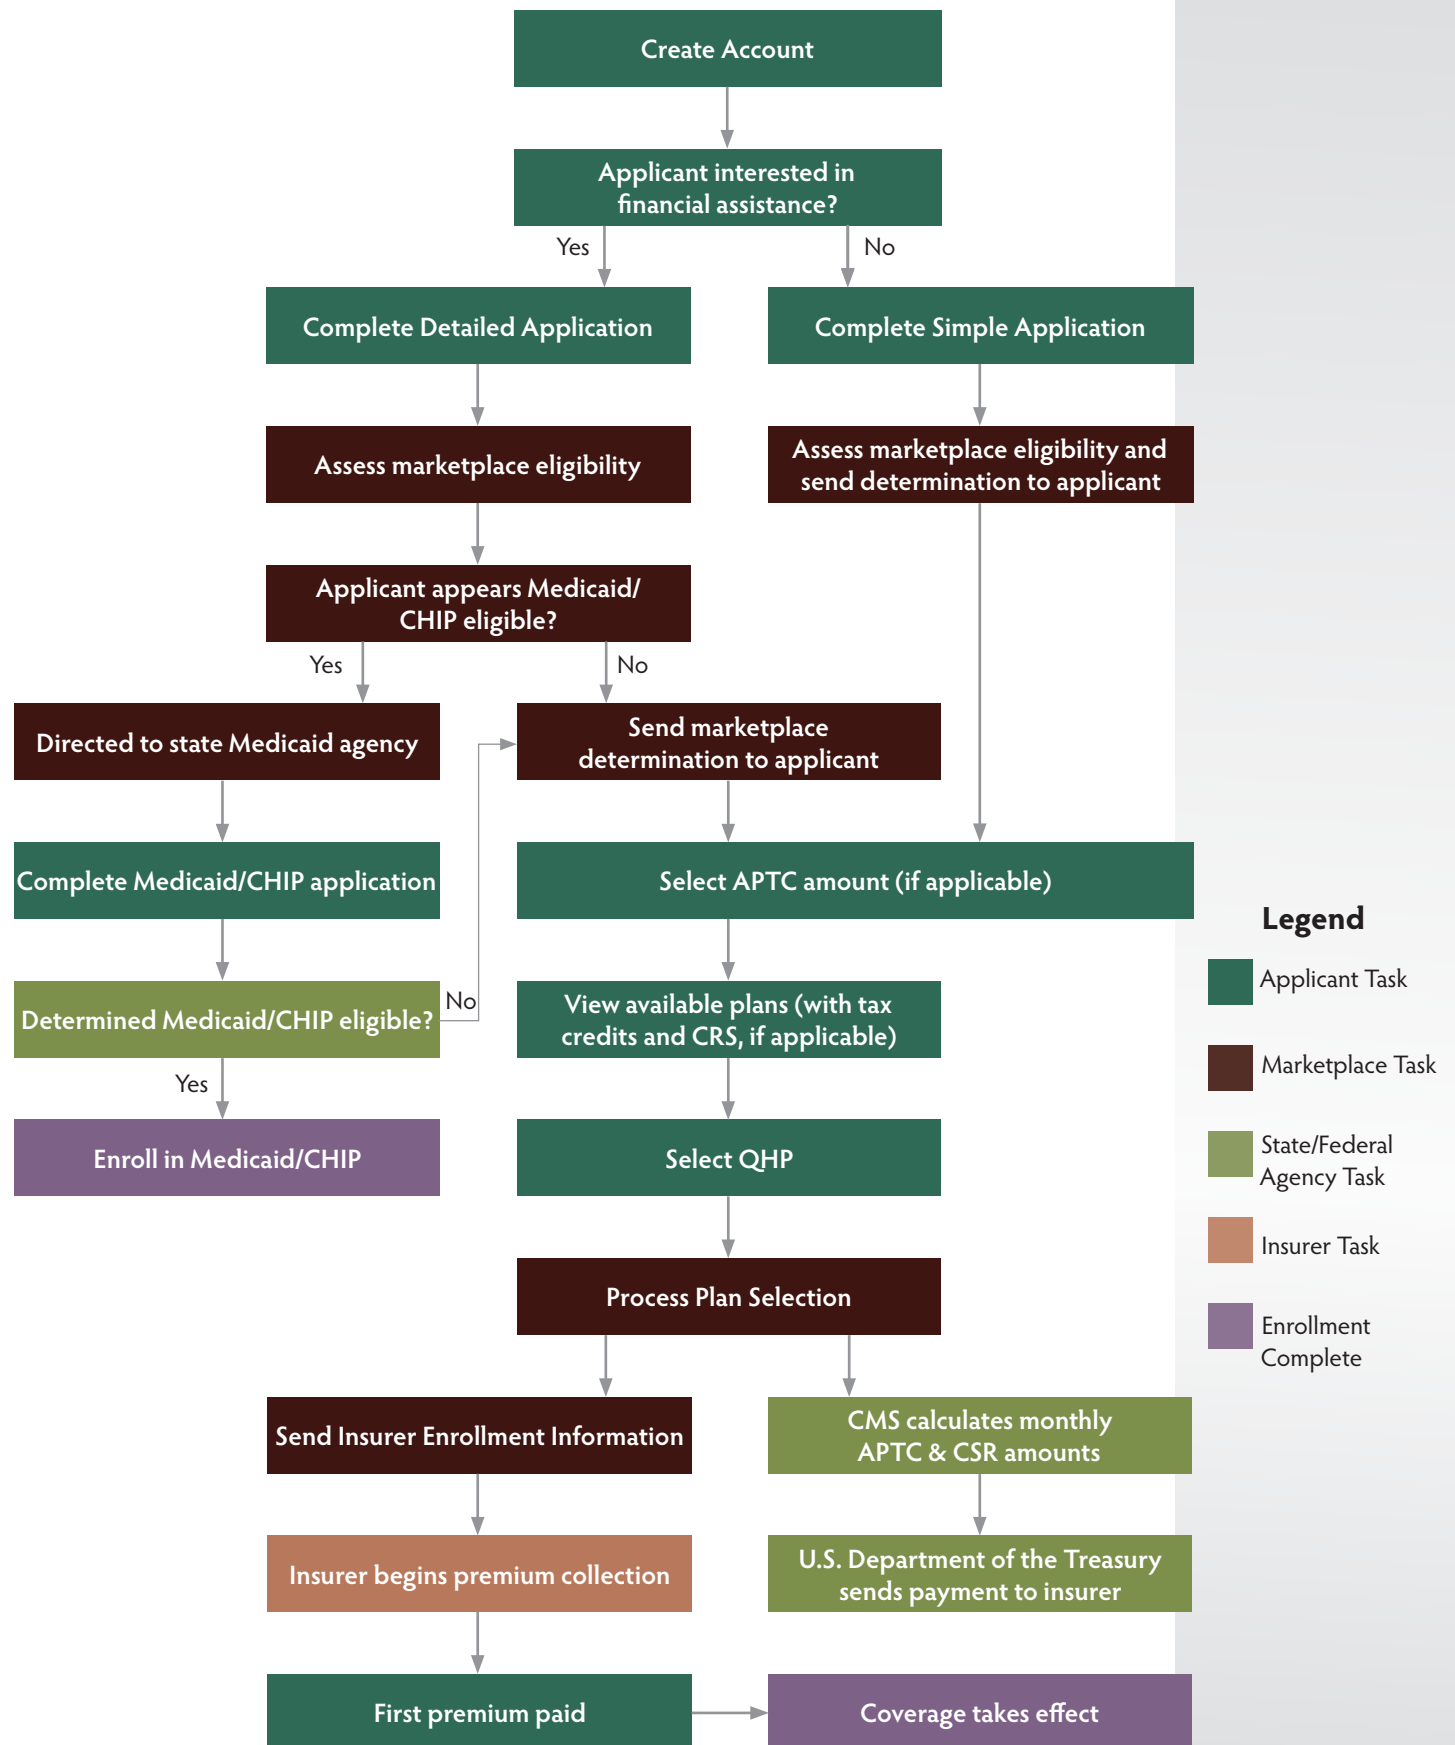 Create Account
Applicant interested in
financial assistance?
Yes
No
Complete Detailed Application
Complete Simple Application
Assess marketplace eligibility
Assess marketplace eligibility and
send determination to applicant
Applicant appears Medicaid/
CHIP eligible?
Yes
No
Directed to state Medicaid agency
Send marketplace
determination to applicant
Complete Medicaid/CHIP application
Select APTC amount (if applicable)
Determined Medicaid/CHIP eligible?
No
View available plans (with tax
credits and CRS, if applicable)
Yes
Enroll in Medicaid/CHIP
Select QHP
Process Plan Selection
Send Insurer Enrollment Information
CMS calculates monthly
APTC & CSR amounts
Insurer begins premium collection
U.S. Department of the Treasury
sends payment to insurer
First premium paid
Coverage takes effect
Legend
Applicant Task
Marketplace Task
State/Federal
Agency Task
Insurer Task
Enrollment
Complete